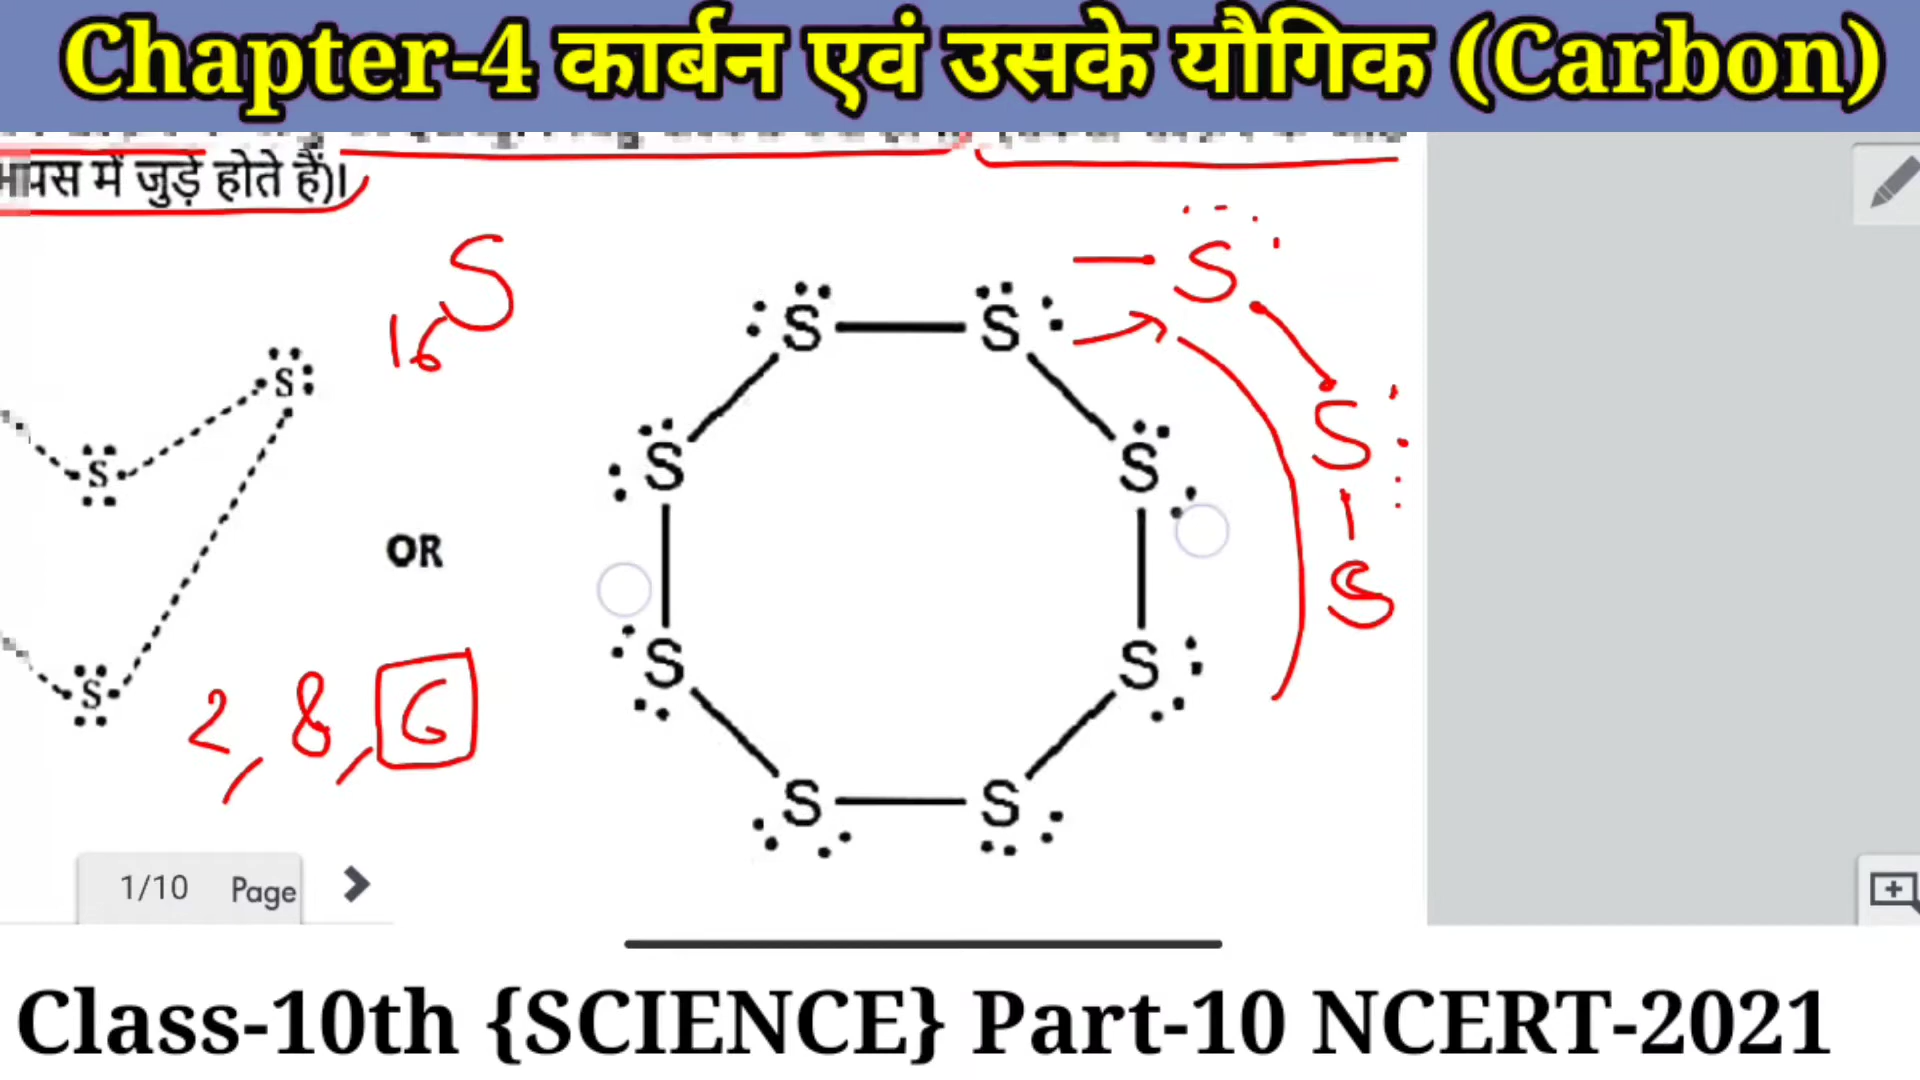 Chapter-4 कार्बन एवं उसके यौगिक (Carbon)
आपस में जुड़े होते हैं)।
S
16
S
S
S
S
S
S
S
OR
2, 8, 6
S
S
S
S
S
S
S
S
1/10 Page
Class-10th {SCIENCE} Part-10 NCERT-2021